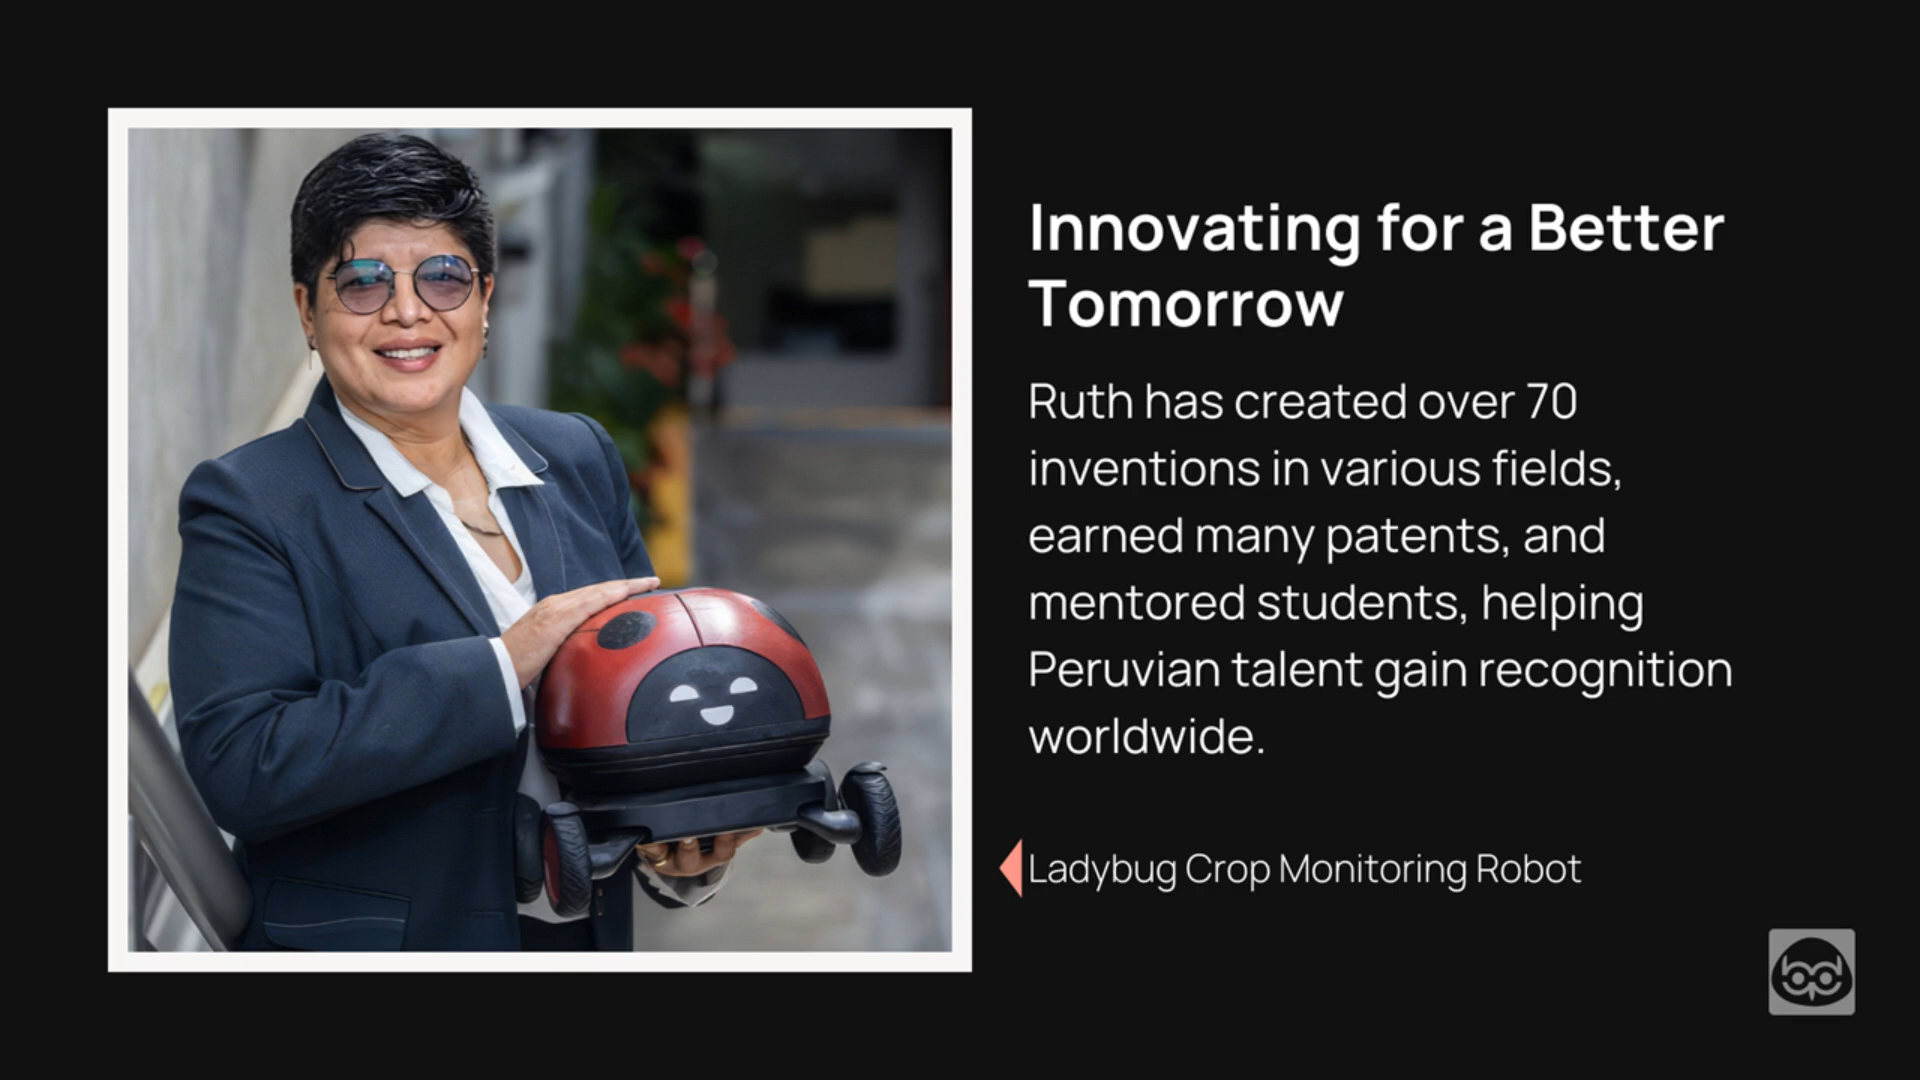 Innovating for a Better
Tomorrow
Ruth has created over 70
inventions in various fields,
earned many patents, and
mentored students, helping
Peruvian talent gain recognition
worldwide.
Ladybug Crop Monitoring Robot